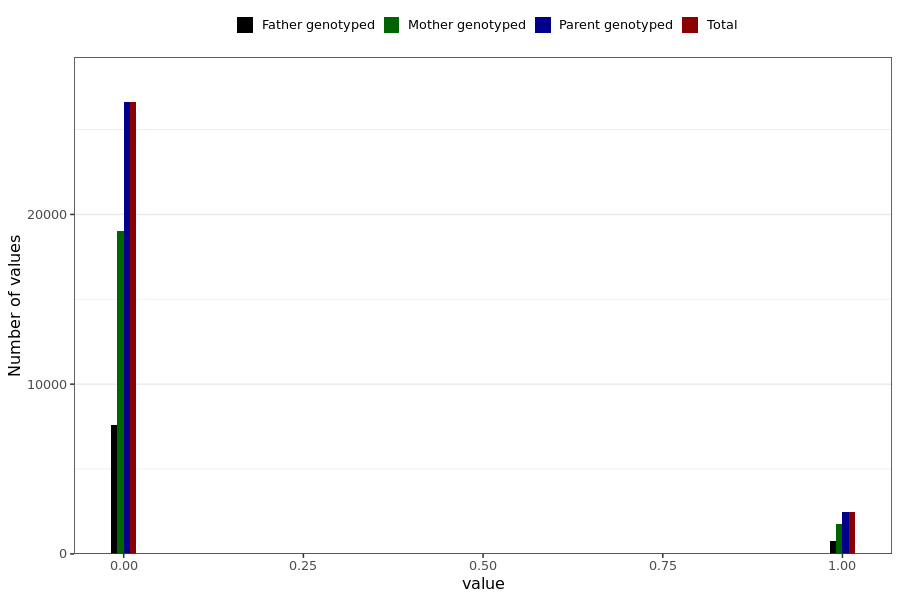 Father genotyped Mother genotyped Parent genotyped Total
Number of values
20000
10000
0
0.00 0.25 0.50 0.75 1.00
value